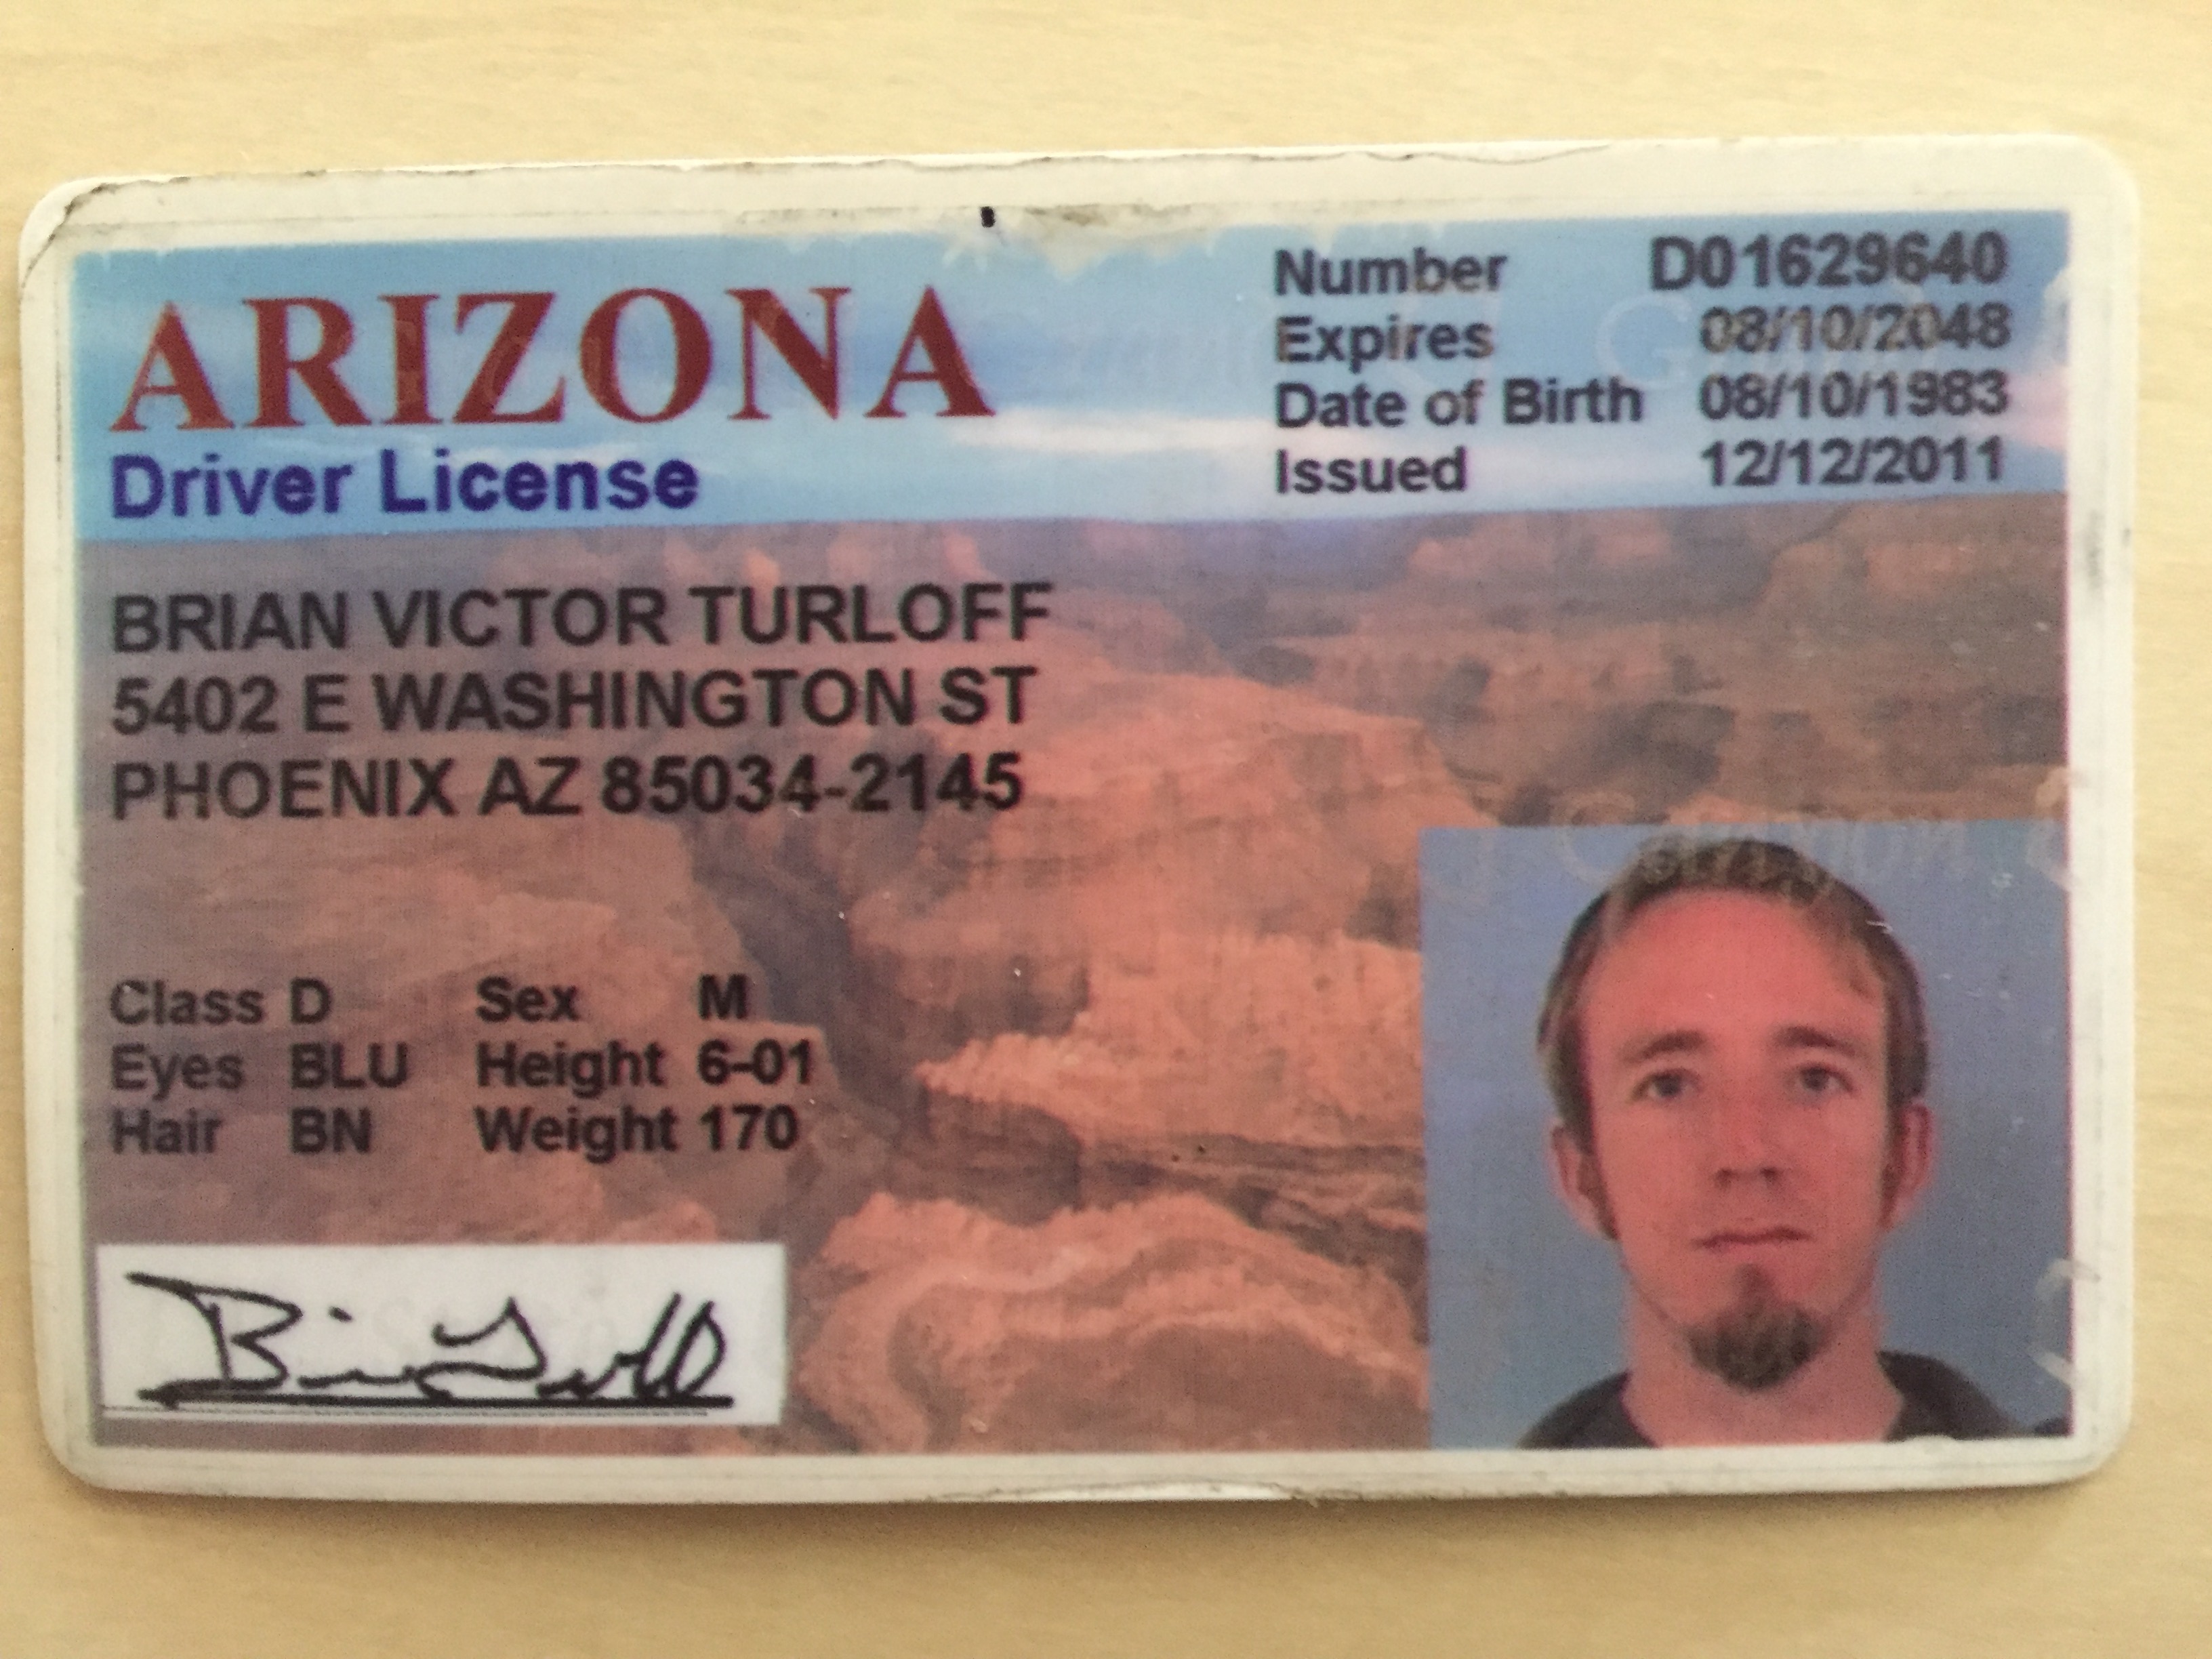 ARIZONA
Driver License
Number D01629640
Expires 08/10/2048
Date of Birth 08/10/1983
Issued 12/12/2011
BRIAN VICTOR TURLOFF
5402 E WASHINGTON ST
PHOENIX AZ 85034-2145
Class D Sex M
Eyes BLU Height 6-01
Hair BN Weight 170